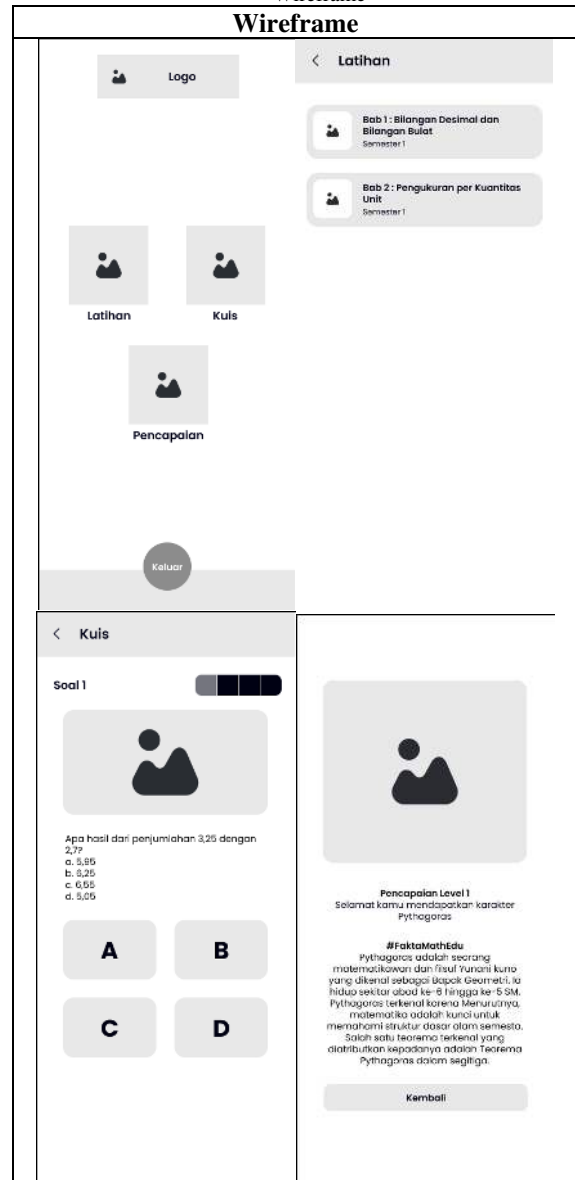 Wireframe
Wireframe
Logo
Latihan
Kuis
Pencapaian
Keluar
Latihan
Bab 1 : Bilangan Desimal dan
Bilangan Bulat
Semester 1
Bab 2 : Pengukuran per Kuantitas
Unit
Semester 1
Kuis
Soal 1
Apa hasil dari penjumlahan 3,25 dengan
2,7?
a. 5,95
b. 6,25
c. 6,55
d. 5,05
A
B
C
D
Pencapaian Level 1
Selamat kamu mendapatkan karakter
Pythagoras
#FaktaMathEdu
Pythagoras adalah seorang
matematikawan dan filsuf Yunani kuno
yang dikenal sebagai Bapak Geometri. Ia
hidup sekitar abad ke-6 hingga ke-5 SM.
Pythagoras terkenal karena Menurutnya,
matematika adalah kunci untuk
memahami struktur dasar alam semesta.
Salah satu teorema terkenal yang
diatributkan kepadanya adalah Teorema
Pythagoras dalam segitiga.
Kembali